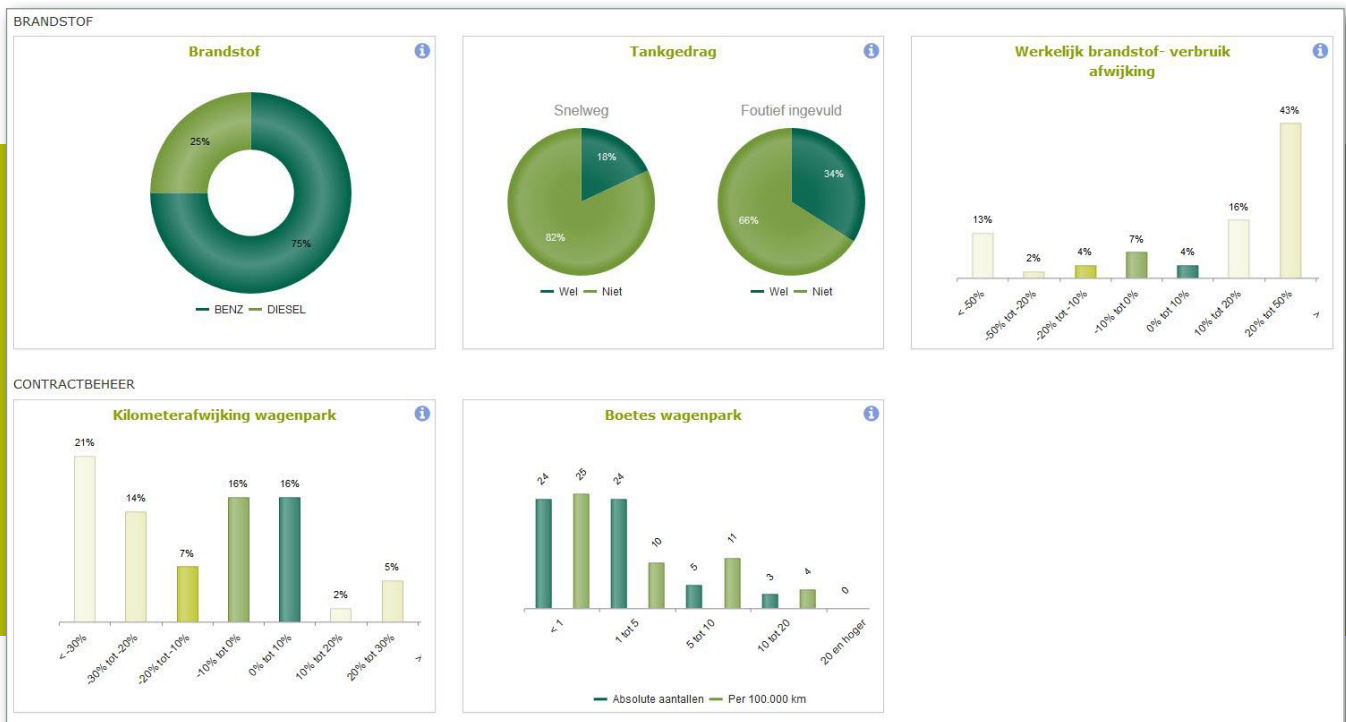 BRANDSTOF
Brandstof
25%
75%
BENZ DIESEL
Tankgedrag
Snelweg
18%
82%
Wel Niet
Foutief ingevuld
34%
66%
Wel Niet
Werkelijk brandstof- verbruik
afwijking
13%
2%
4%
7%
4%
16%
43%
< -50%
-50% tot -20%
-20% tot -10%
-10% tot 0%
0% tot 10%
10% tot 20%
20% tot 50%
>
CONTRACTBEHEER
Kilometerafwijking wagenpark
21%
14%
7%
16%
16%
2%
5%
< -30%
-30% tot -20%
-20% tot -10%
-10% tot 0%
0% tot 10%
10% tot 20%
20% tot 30%
>
Boetes wagenpark
24
25
24
10
5
11
3
4
0
< 1
1 tot 5
5 tot 10
10 tot 20
20 en hoger
Absolute aantallen Per 100.000 km